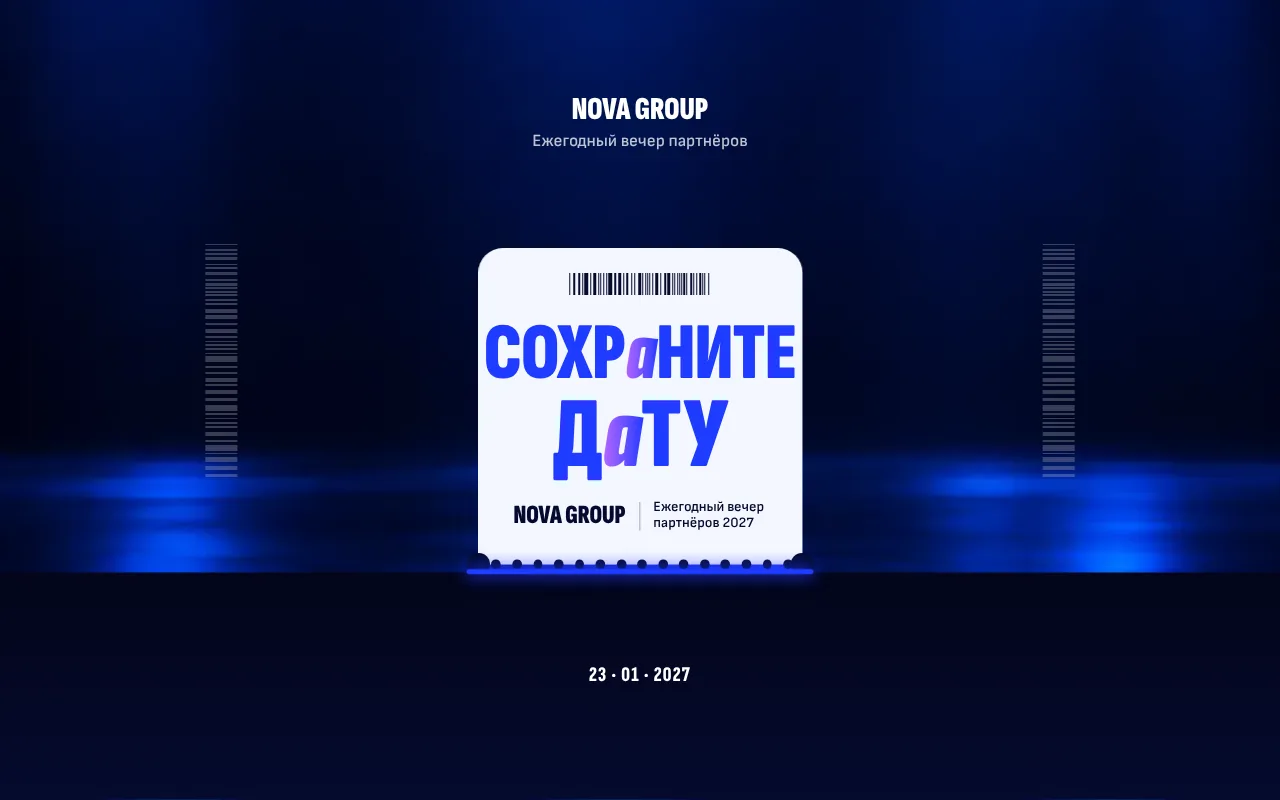 NOVA GROUP
Ежегодный вечер партнёров
СОХРаНИТЕ
ДаТУ
NOVA GROUP
Ежегодный вечер
партнёров 2027
23 · 01 · 2027